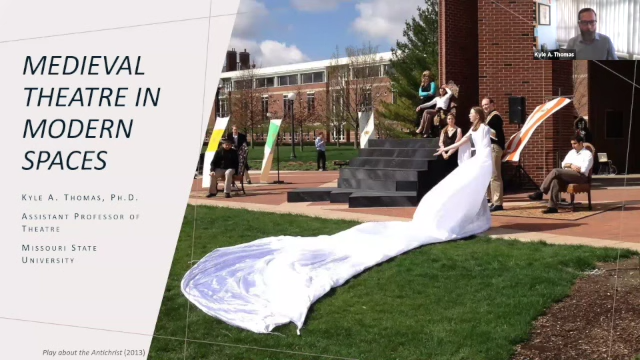 MEDIEVAL
THEATRE IN
MODERN
SPACES
KYLE A. THOMAS, PH.D.
ASSISTANT PROFESSOR OF
THEATRE
MISSOURI STATE
UNIVERSITY
Play about the Antichrist (2013)
Kyle A. Thomas